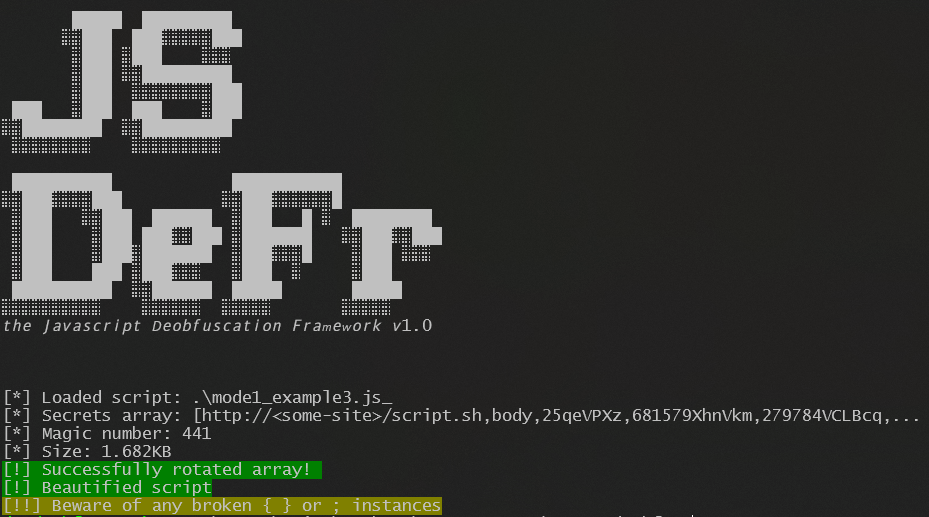 JS
DeFr
the Javascript Deobfuscation Framework v1.0
[*] Loaded script: .\mode1_example3.js_
[*] Secrets array: [http://<some-site>/script.sh,body,25qeVPXz,681579XhnVkm,279784VCLBcq,...
[*] Magic number: 441
[*] Size: 1.682KB
[!] Successfully rotated array!
[!] Beautified script
[!!] Beware of any broken { } or ; instances